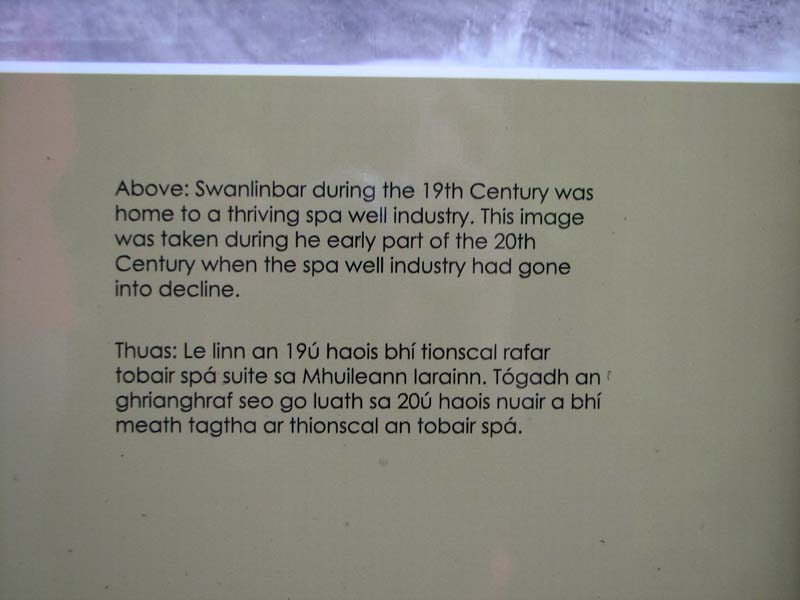 Above: Swanlinbar during the 19th Century was
home to a thriving spa well industry. This image
was taken during he early part of the 20th
Century when the spa well industry had gone
into decline.
Thuas: Le linn an 19ú haois bhí tionscal rafar
tobair spá suite sa Mhuileann Iarainn. Tógadh an
ghrianghraf seo go luath sa 20ú haois nuair a bhí
meath tagtha ar thionscal an tobair spá.